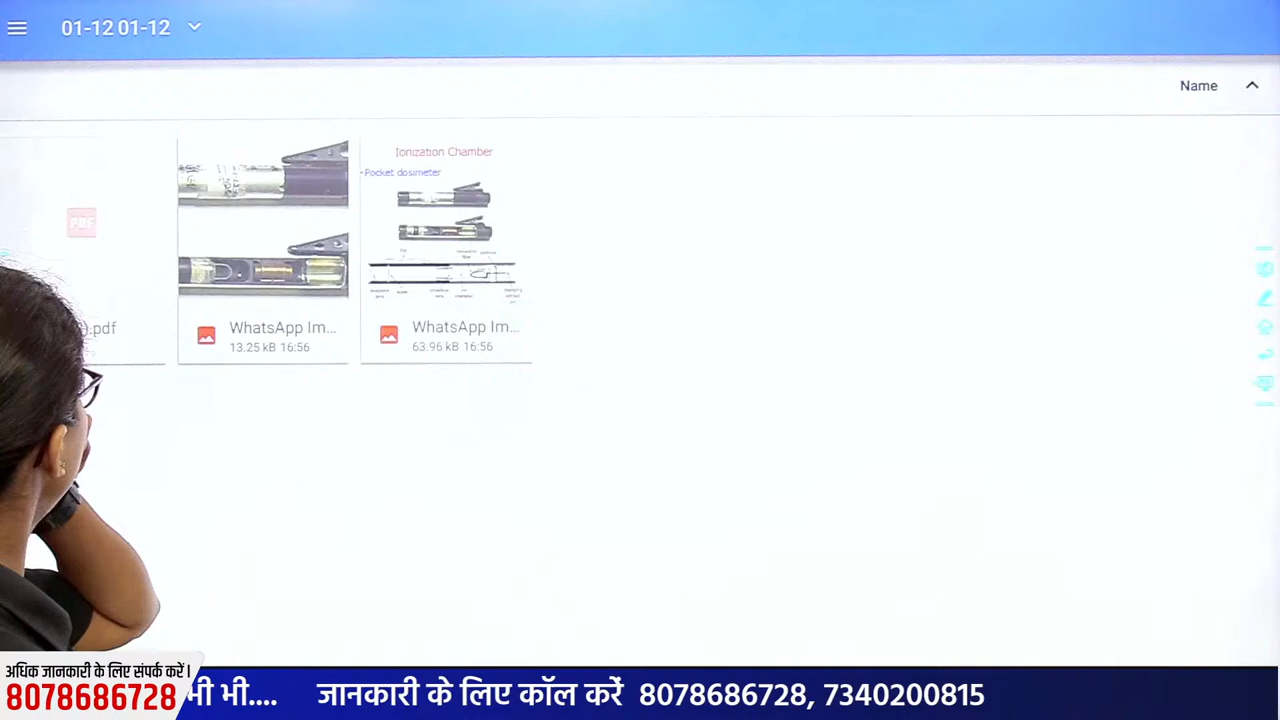 01-12 01-12
Name
Ionization Chamber
-Pocket dosimeter
PDF
).pdf
WhatsApp Im...
13.25 kB 16:56
WhatsApp Im...
63.96 kB 16:56
अधिक जानकारी के लिए संपर्क करें।
8078686728
मी भी.... जानकारी के लिए कॉल करें 8078686728, 7340200815